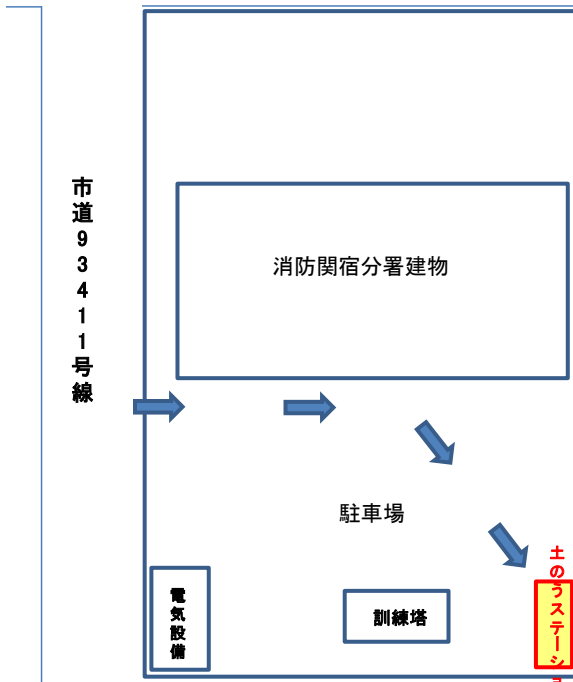 市道93411号線
消防関宿分署建物
駐車場
電気設備
訓練塔
土のうステーショ